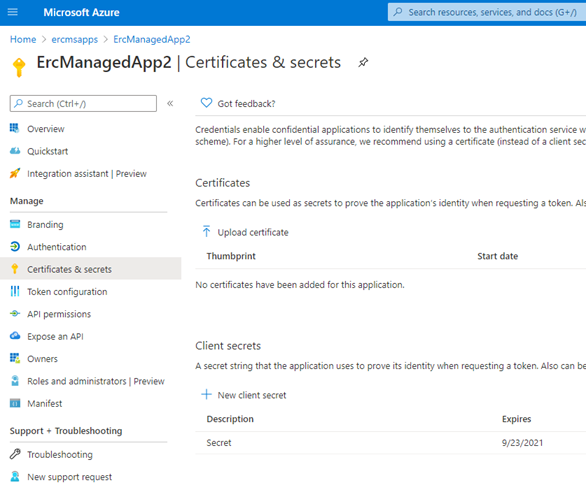 Microsoft Azure
Search resources, services, and docs (G+/)
Home > ercmsapps > ErcManagedApp2
ErcManagedApp2 | Certificates & secrets
Search (Ctrl+/)
«
Overview
Quickstart
Integration assistant | Preview
Manage
Branding
Authentication
Certificates & secrets
Token configuration
API permissions
Expose an API
Owners
Roles and administrators | Preview
Manifest
Support + Troubleshooting
Troubleshooting
New support request
Got feedback?
Credentials enable confidential applications to identify themselves to the authentication service w
scheme). For a higher level of assurance, we recommend using a certificate (instead of a client sec
Certificates
Certificates can be used as secrets to prove the application's identity when requesting a token. Als
Upload certificate
Thumbprint Start date
No certificates have been added for this application.
Client secrets
A secret string that the application uses to prove its identity when requesting a token. Also can be
New client secret
Description Expires
Secret 9/23/2021